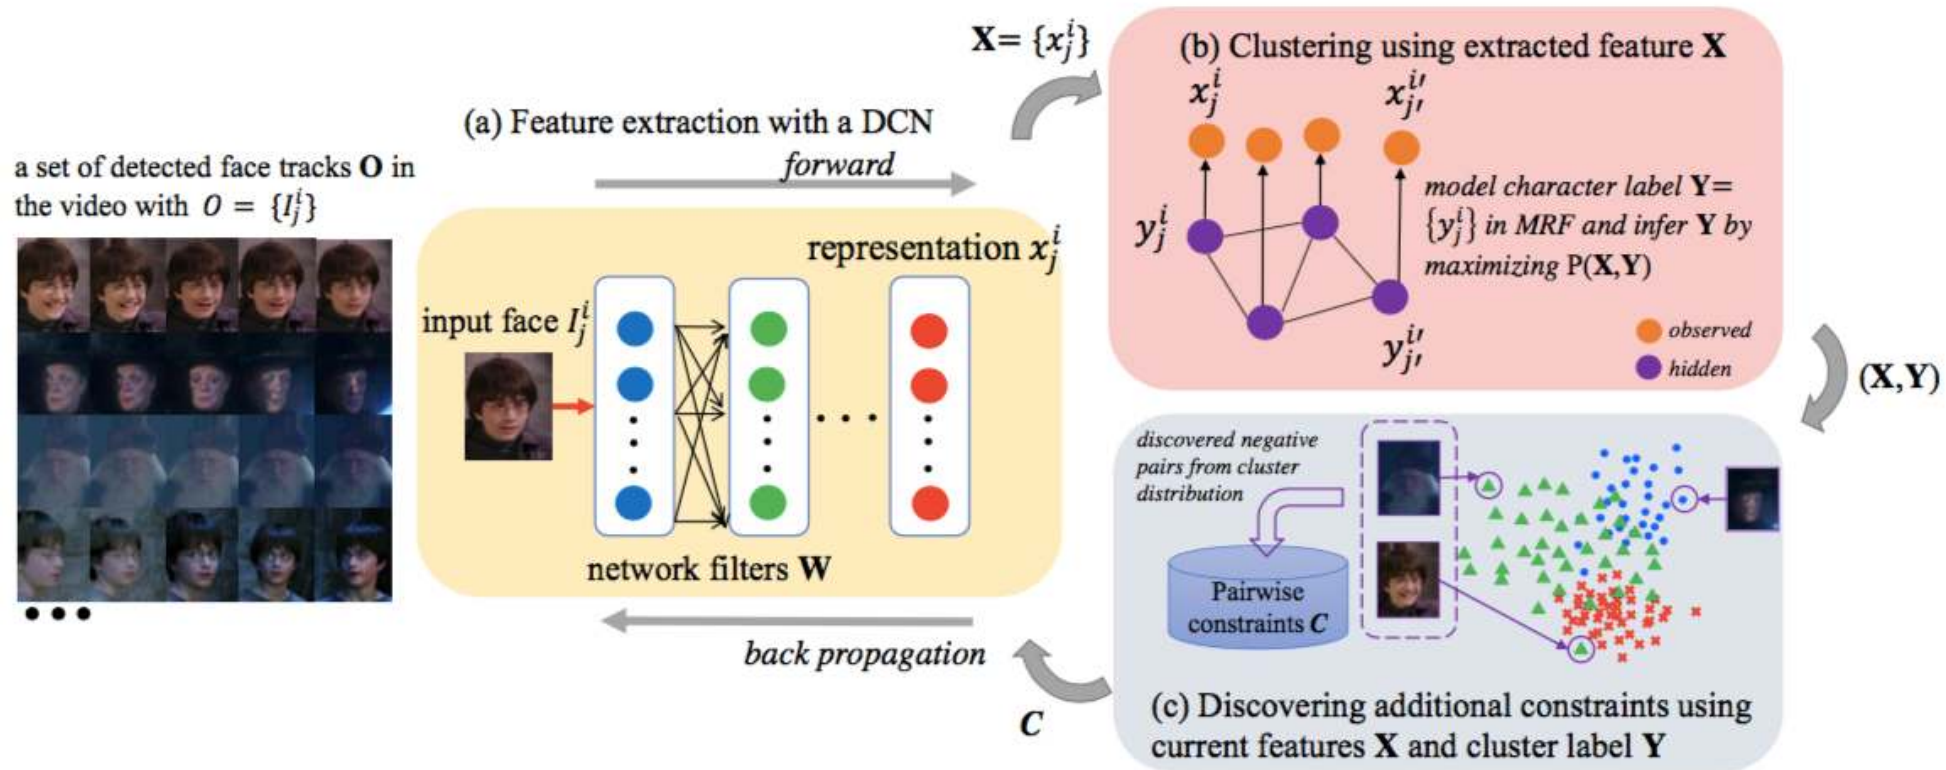 a set of detected face tracks O in
the video with O = {I_j^i}
(a) Feature extraction with a DCN
forward
representation x_j^i
input face I_j^i
network filters W
back propagation
X= {x_j^i}
(b) Clustering using extracted feature X
x_j^i
x_{j'}^{i'}
y_j^i
y_{j'}^{i'}
model character label Y=
{y_j^i} in MRF and infer Y by
maximizing P(X,Y)
observed
hidden
(X,Y)
discovered negative
pairs from cluster
distribution
Pairwise
constraints C
(c) Discovering additional constraints using
current features X and cluster label Y
C